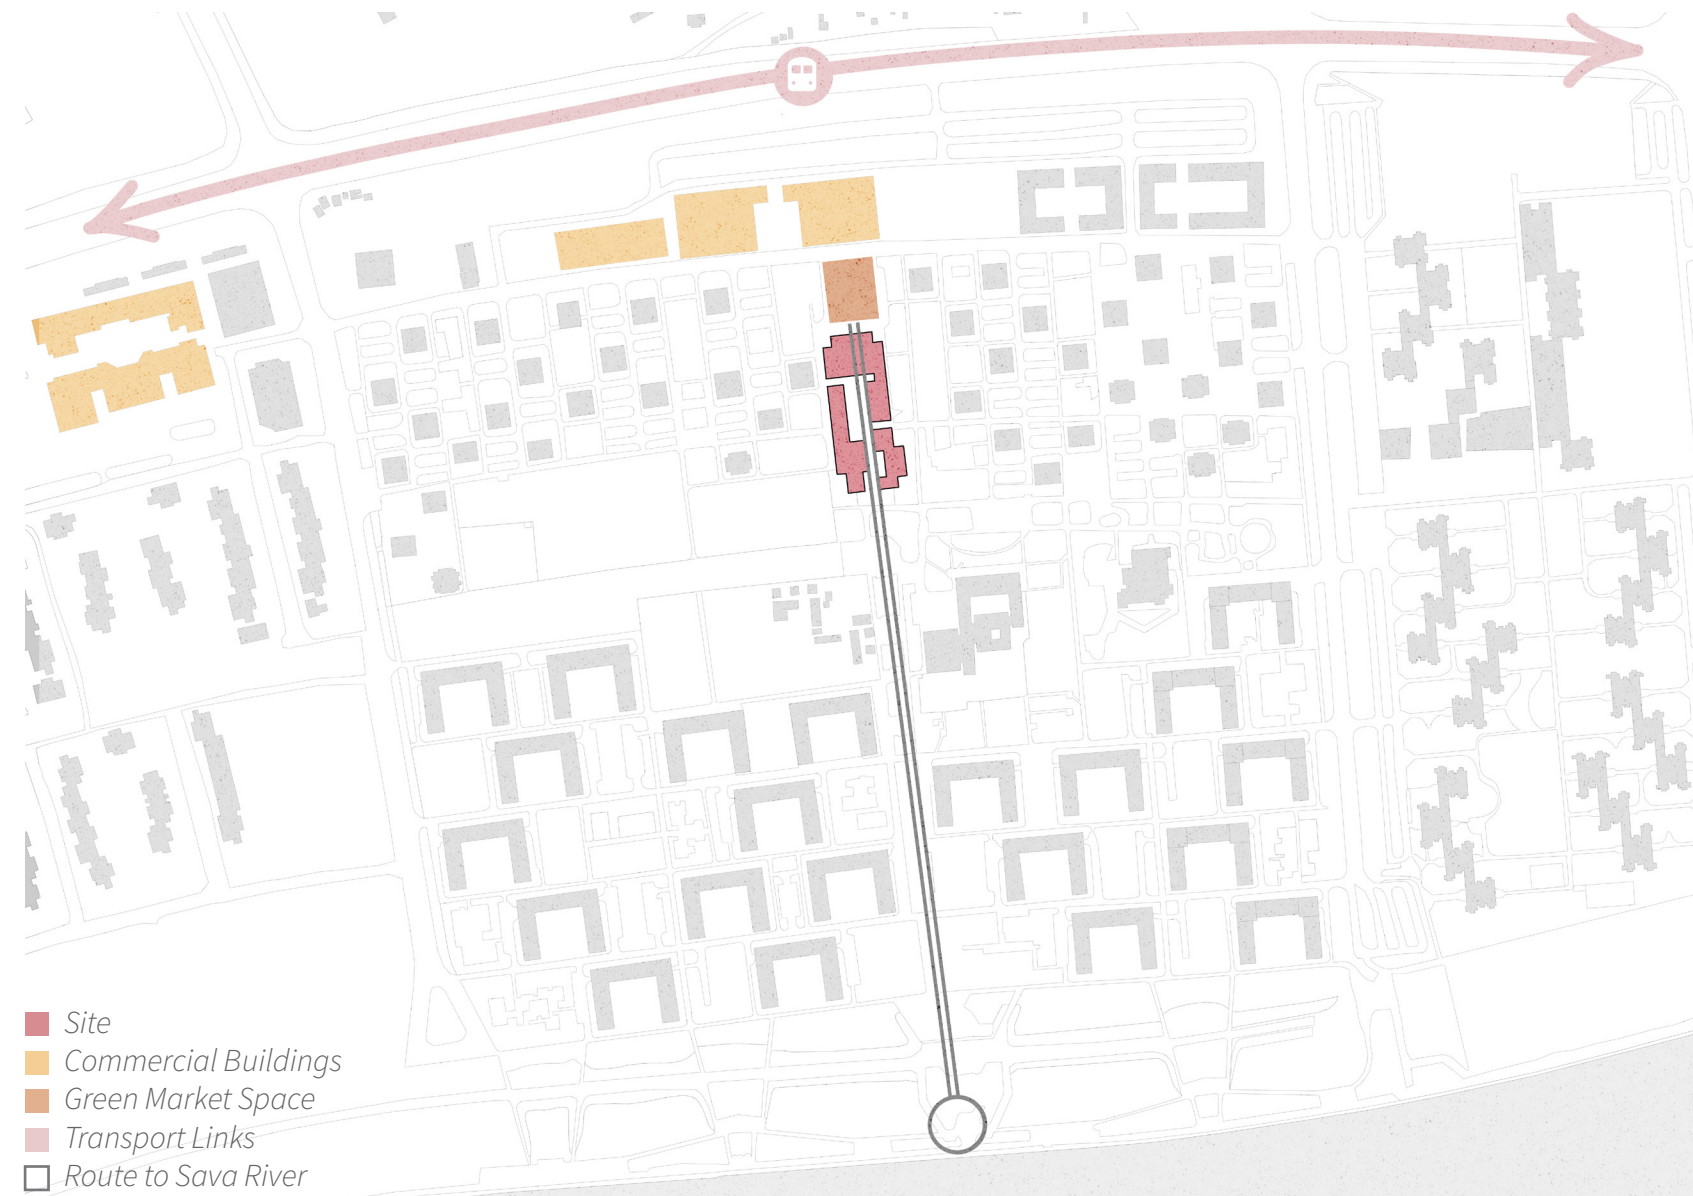 Site
Commercial Buildings
Green Market Space
Transport Links
Route to Sava River